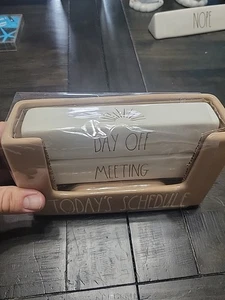 NOPE
DAY OFF
MEETING
TODAY'S SCHEDULE